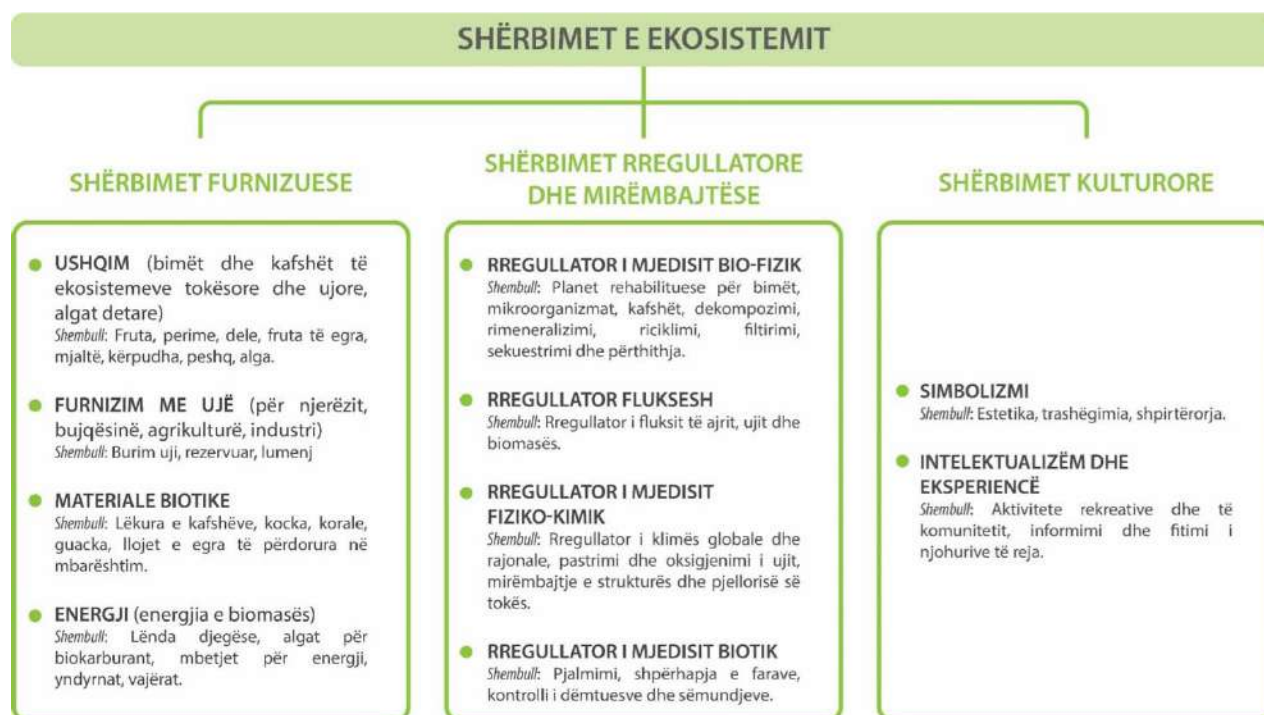 SHËRBIMET E EKOSISTEMIT
SHËRBIMET FURNIZUESE
USHQIM (bimët dhe kafshët të
ekosistemeve tokësore dhe ujore,
algat detare)
Shembull: Fruta, perime, dele, fruta të egra,
mjaltë, kërpudha, peshq, alga.
FURNIZIM ME UJË (për njerëzit,
bujqësinë, agrikulturë, industri)
Shembull: Burim uji, rezervuar, lumenj
MATERIALE BIOTIKE
Shembull: Lëkura e kafshëve, kocka, korale,
guacka, llojet e egra të përdorura në
mbarështim.
ENERGJI (energjia e biomasës)
Shembull: Lënda djegëse, algat për
biokarburant, mbetjet për energji,
yndyrnat, vajërat.
SHËRBIMET RREGULLATORE
DHE MIRËMBAJTËSE
RREGULLATOR I MJEDISIT BIO-FIZIK
Shembull: Planet rehabilituese për bimët,
mikroorganizmat, kafshët, dekompozimi,
rimeneralizimi, riciklimi, filtirimi,
sekuestrimi dhe përthithja.
RREGULLATOR FLUKSESH
Shembull: Rregullator i fluksit të ajrit, ujit dhe
biomasës.
RREGULLATOR I MJEDISIT
FIZIKO-KIMIK
Shembull: Rregullator i klimës globale dhe
rajonale, pastrimi dhe oksigjenimi i ujit,
mirëmbajtje e strukturës dhe pjellorisë së
tokës.
RREGULLATOR I MJEDISIT BIOTIK
Shembull: Pjalmimi, shpërhapja e farave,
kontrolli i dëmtuesve dhe sëmundjeve.
SHËRBIMET KULTURORE
SIMBOLIZMI
Shembull: Estetika, trashëgimia, shpirtërorja.
INTELEKTUALIZËM DHE
EKSPERIENCË
Shembull: Aktivitete rekreative dhe të
komunitetit, informimi dhe fitimi i
njohurive të reja.